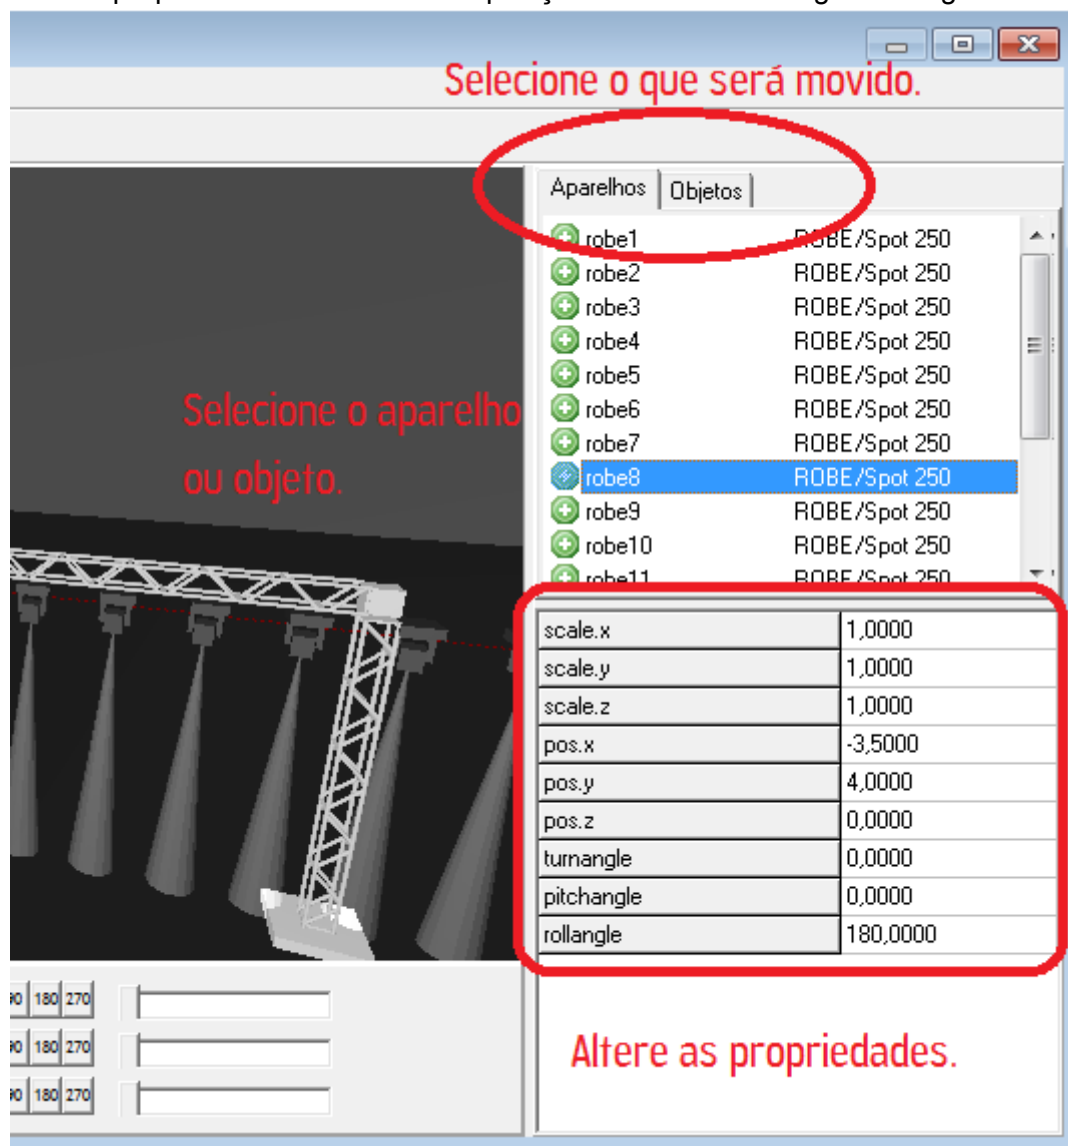 Selecione o que será movido.
Aparelhos Objetos
robe1 ROBE/Spot 250
robe2 ROBE/Spot 250
robe3 ROBE/Spot 250
robe4 ROBE/Spot 250
robe5 ROBE/Spot 250
robe6 ROBE/Spot 250
robe7 ROBE/Spot 250
robe8 ROBE/Spot 250
robe9 ROBE/Spot 250
robe10 ROBE/Spot 250
robe11 ROBE/Spot 250
Selecione o aparelho
ou objeto.
scale.x 1,0000
scale.y 1,0000
scale.z 1,0000
pos.x -3,5000
pos.y 4,0000
pos.z 0,0000
turnangle 0,0000
pitchangle 0,0000
rollangle 180,0000
180 270
180 270
180 270
Altere as propriedades.